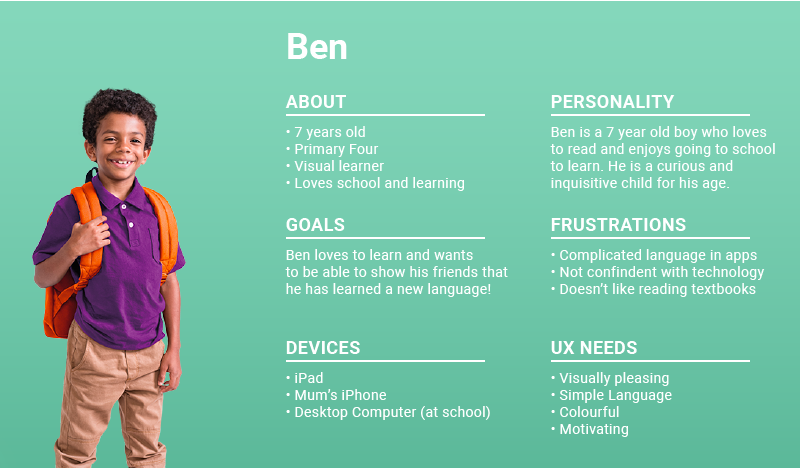 Ben
ABOUT
• 7 years old
• Primary Four
• Visual learner
• Loves school and learning
PERSONALITY
Ben is a 7 year old boy who loves
to read and enjoys going to school
to learn. He is a curious and
inquisitive child for his age.
GOALS
Ben loves to learn and wants
to be able to show his friends that
he has learned a new language!
FRUSTRATIONS
• Complicated language in apps
• Not confindent with technology
• Doesn't like reading textbooks
DEVICES
• iPad
• Mum's iPhone
• Desktop Computer (at school)
UX NEEDS
• Visually pleasing
• Simple Language
• Colourful
• Motivating